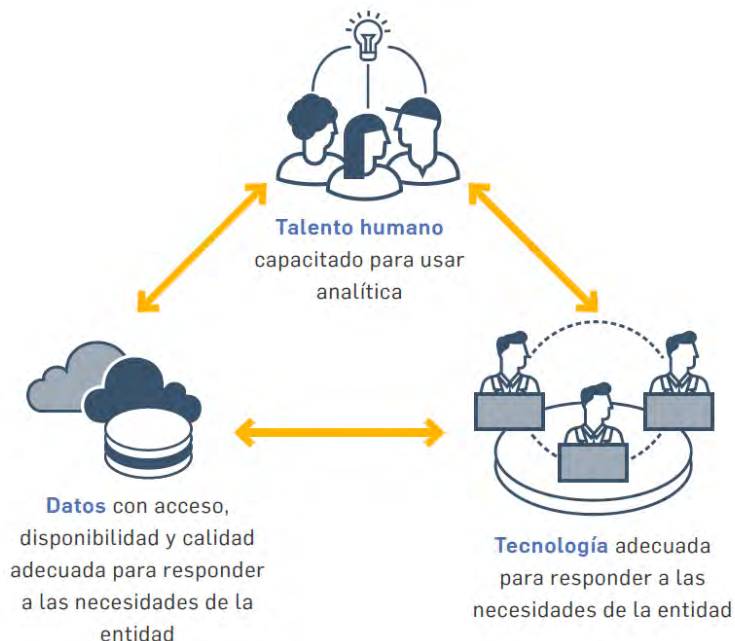 Talento humano
capacitado para usar
analítica
Datos con acceso,
disponibilidad y calidad
adecuada para responder
a las necesidades de la
entidad
Tecnología adecuada
para responder a las
necesidades de la entidad